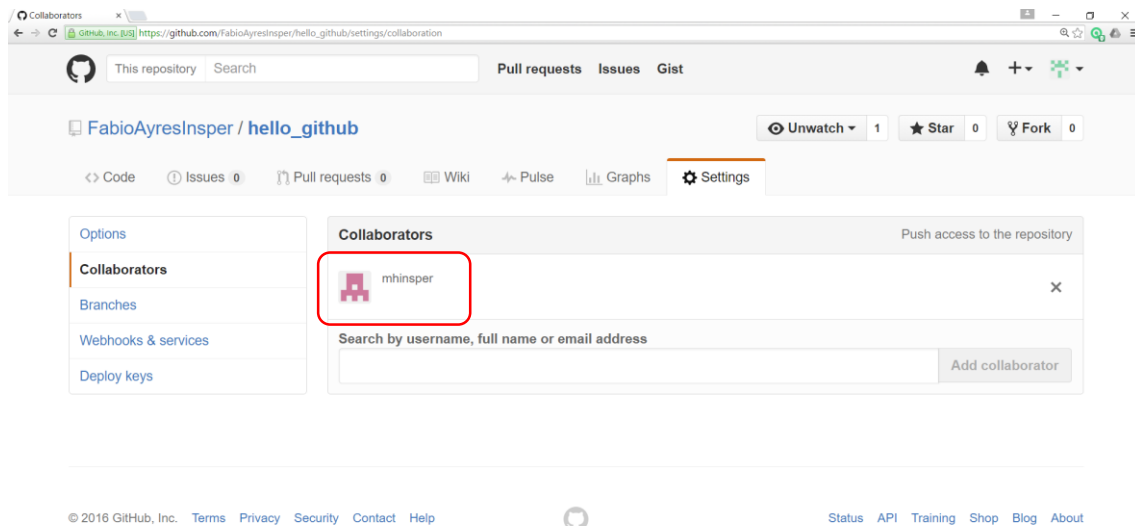 Collaborators
GitHub, Inc. [US] https://github.com/FabioAyresInsper/hello_github/settings/collaboration
This repository Search Pull requests Issues Gist
FabioAyresInsper / hello_github Unwatch 1 Star 0 Fork 0
Code Issues 0 Pull requests 0 Wiki Pulse Graphs Settings
Options
Collaborators
Branches
Webhooks & services
Deploy keys
Collaborators Push access to the repository
mhinsper
Search by username, full name or email address
Add collaborator
© 2016 GitHub, Inc. Terms Privacy Security Contact Help Status API Training Shop Blog About